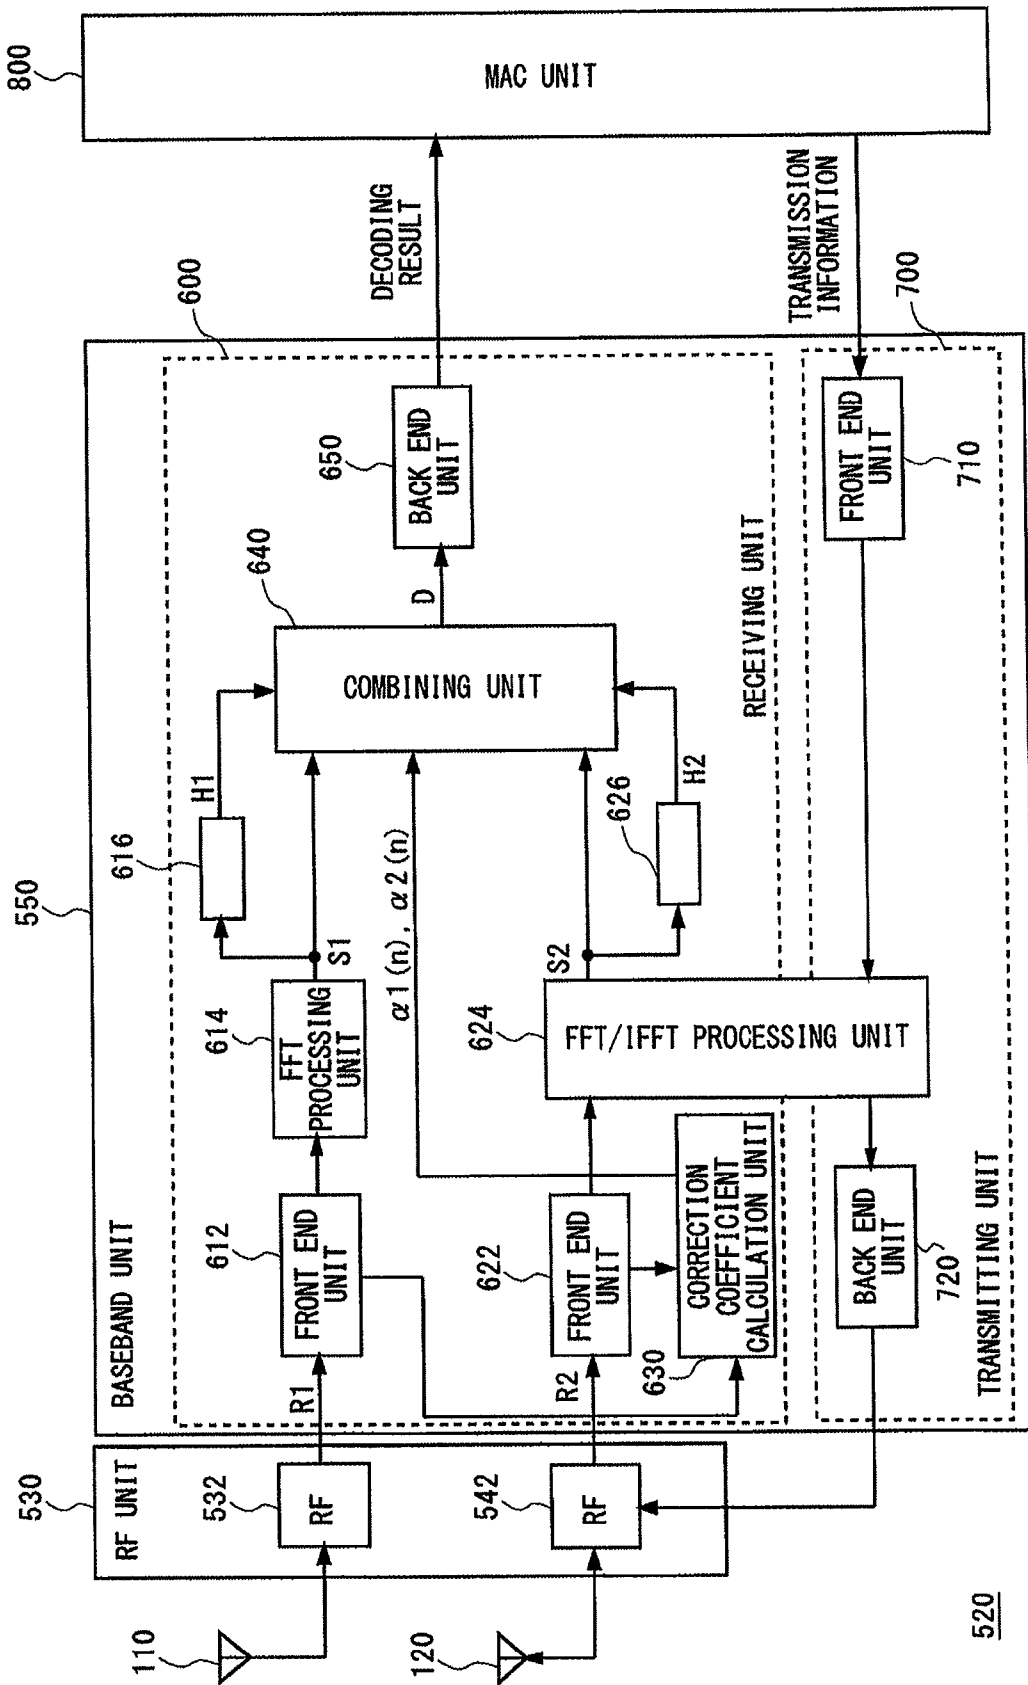 520
110
120
530
RF UNIT
532
RF
542
RF
550
BASEBAND UNIT
R1
R2
612
FRONT END
UNIT
622
FRONT END
UNIT
630
CORRECTION
COEFFICIENT
CALCULATION UNIT
614
FFT
PROCESSING
UNIT
624
FFT/IFFT PROCESSING UNIT
S1
S2
616
H1
626
H2
α1(n), α2(n)
640
COMBINING UNIT
D
650
BACK END
UNIT
600
RECEIVING UNIT
DECODING
RESULT
800
MAC UNIT
TRANSMISSION
INFORMATION
700
710
FRONT END
UNIT
720
BACK END
UNIT
TRANSMITTING UNIT